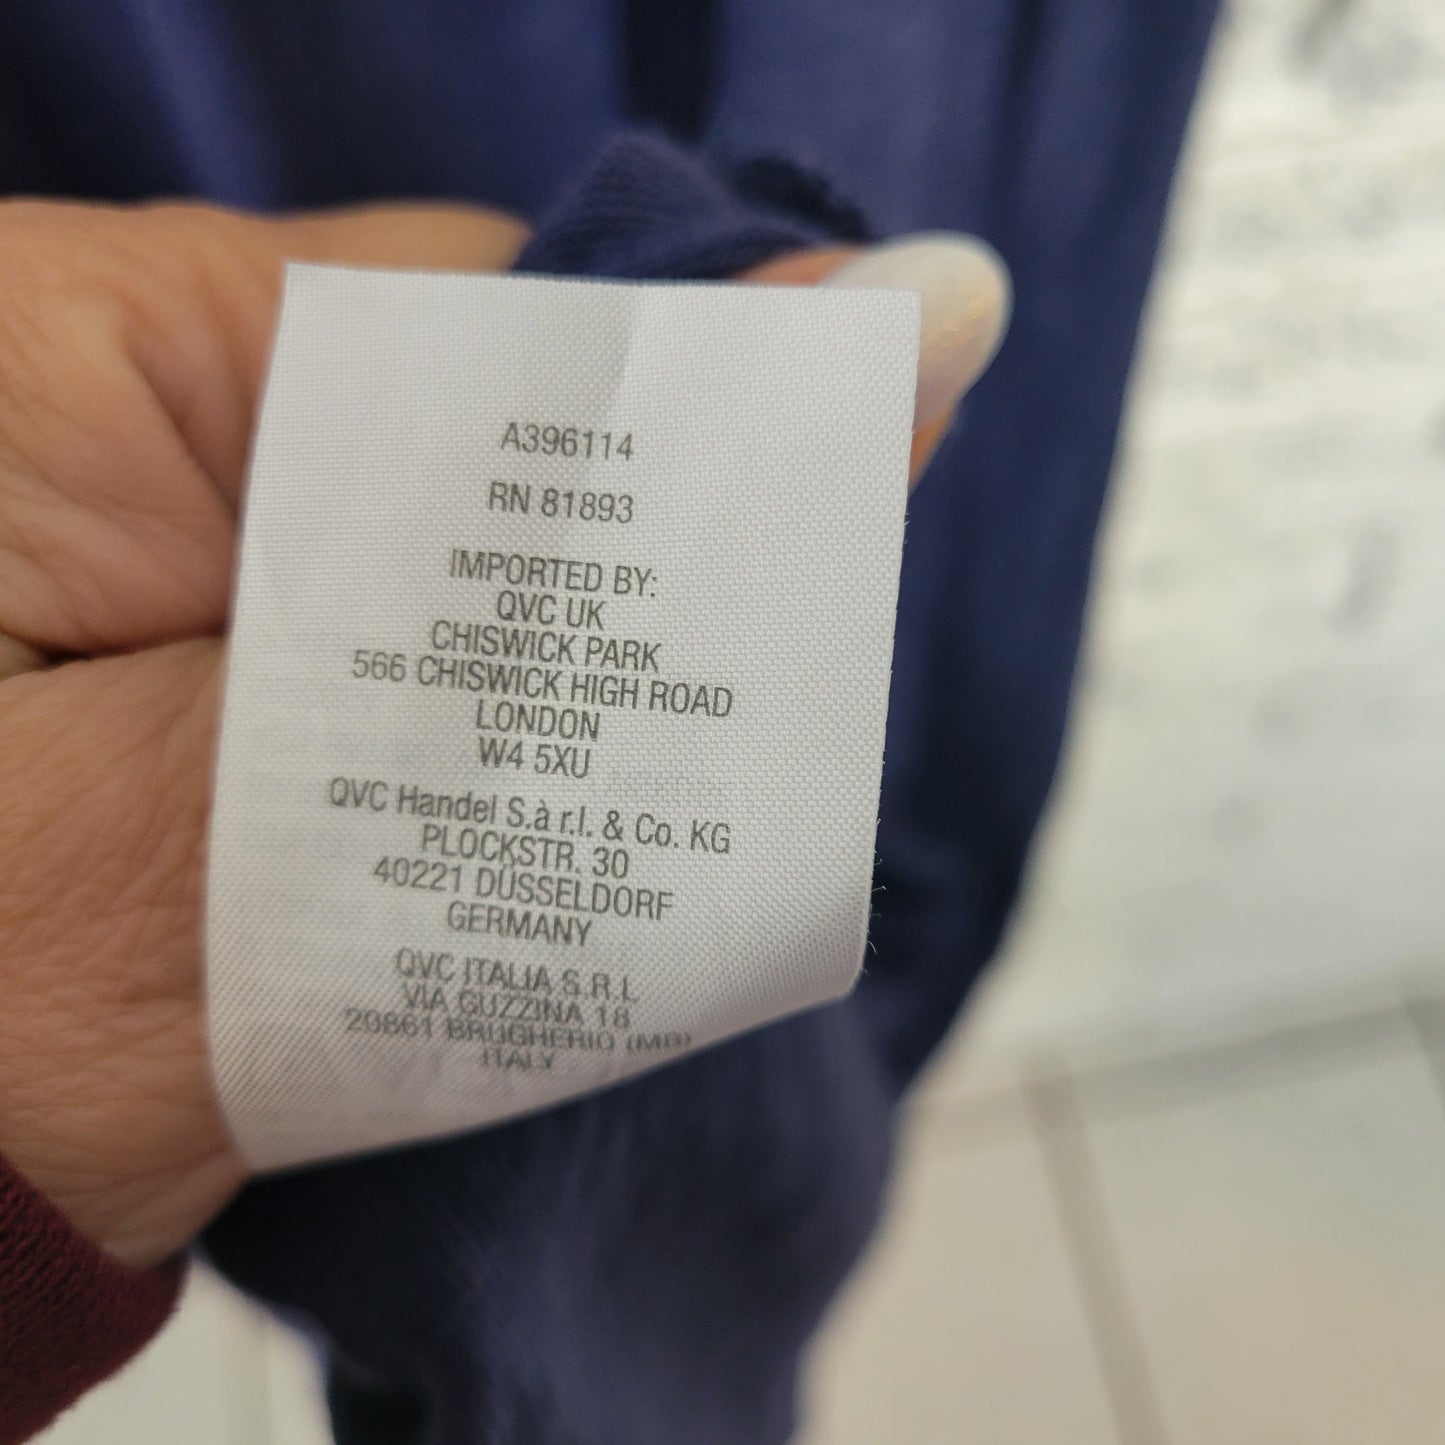 A396114
RN 81893
IMPORTED BY:
QVC UK
CHISWICK PARK
566 CHISWICK HIGH ROAD
LONDON
W4 5XU
QVC Handel S.à r.l. & Co. KG
PLOCKSTR. 30
40221 DÜSSELDORF
GERMANY
QVC ITALIA S.R.L
VIA GUZZINA 18
20861 BRUGHERIO (MB)
ITALY